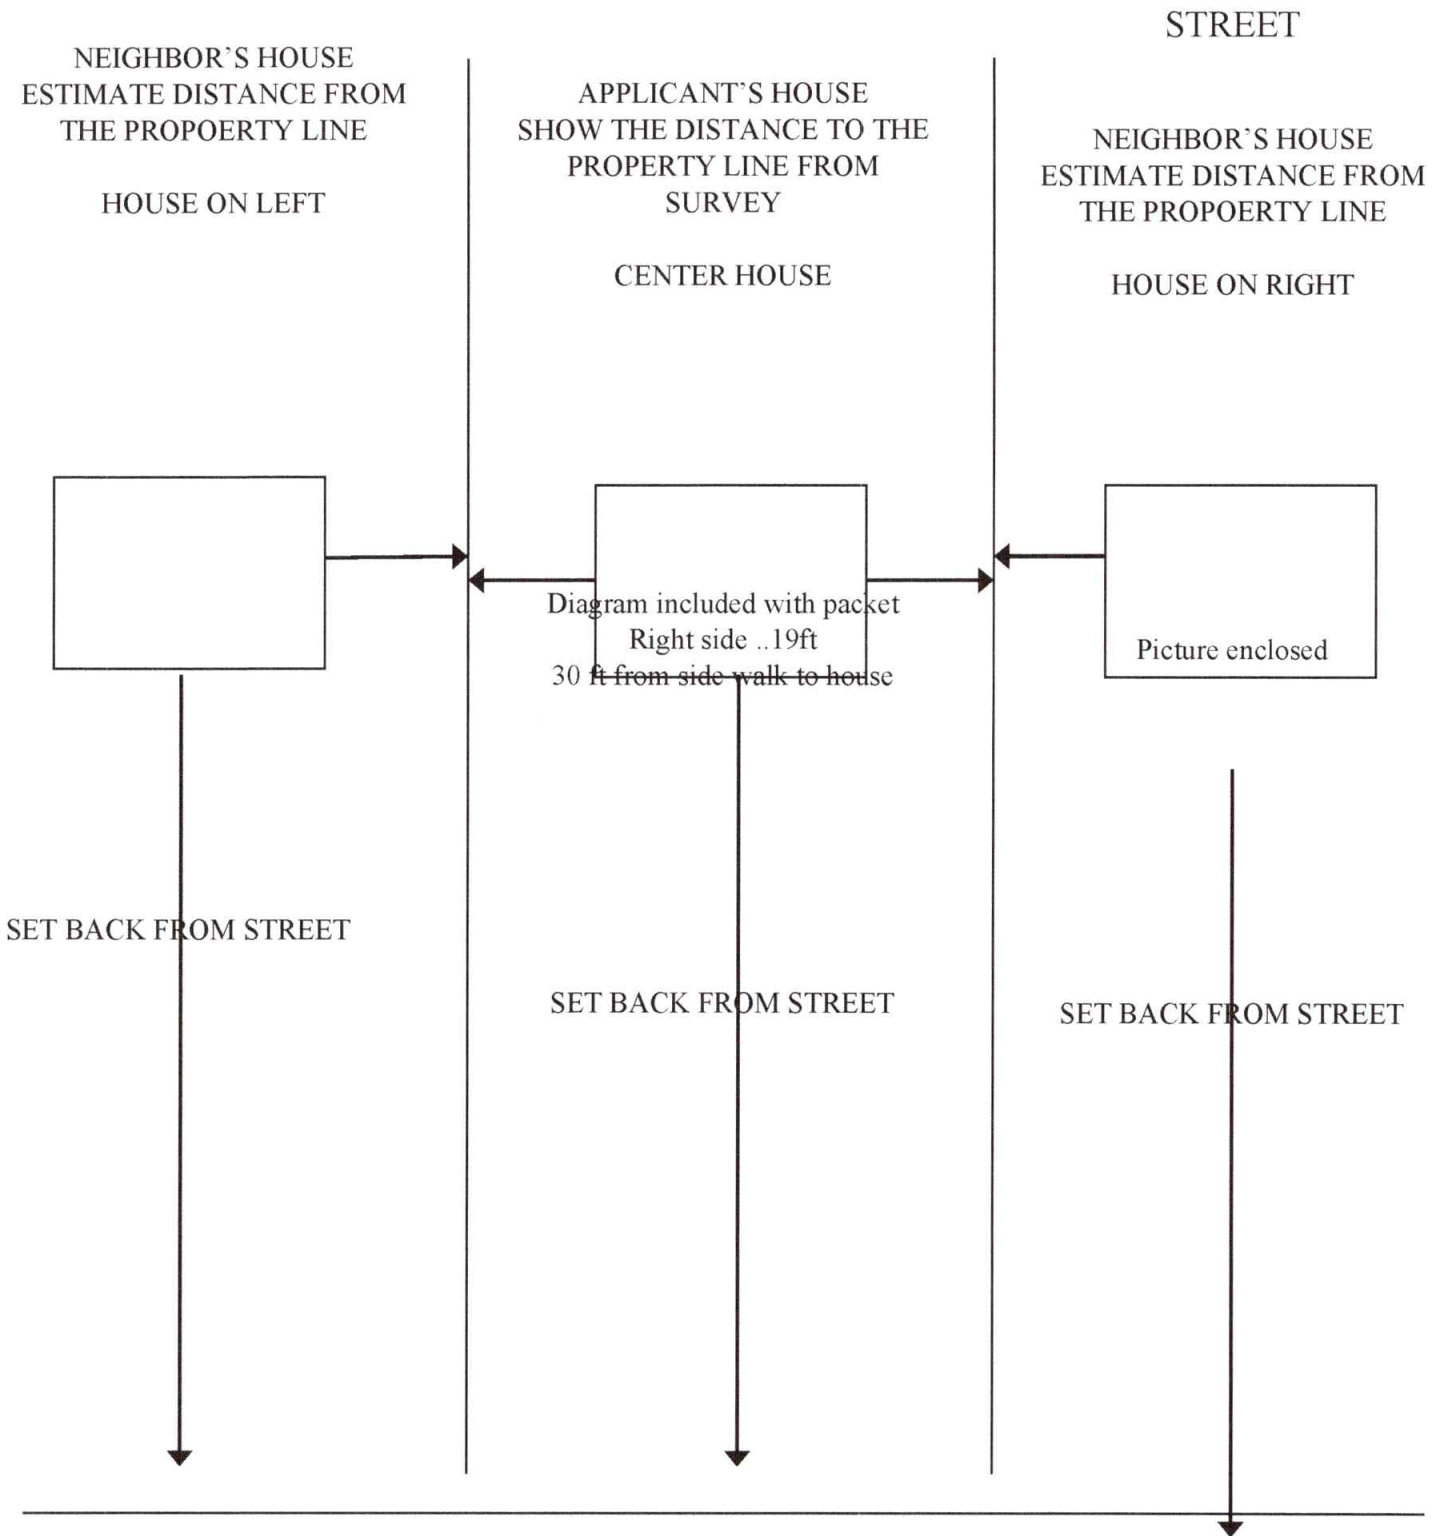 STREET
NEIGHBOR'S HOUSE
ESTIMATE DISTANCE FROM
THE PROPOERTY LINE
HOUSE ON LEFT
APPLICANT'S HOUSE
SHOW THE DISTANCE TO THE
PROPERTY LINE FROM
SURVEY
CENTER HOUSE
NEIGHBOR'S HOUSE
ESTIMATE DISTANCE FROM
THE PROPOERTY LINE
HOUSE ON RIGHT
Diagram included with packet
Right side ..19ft
30 ft from side walk to house
Picture enclosed
SET BACK FROM STREET
SET BACK FROM STREET
SET BACK FROM STREET